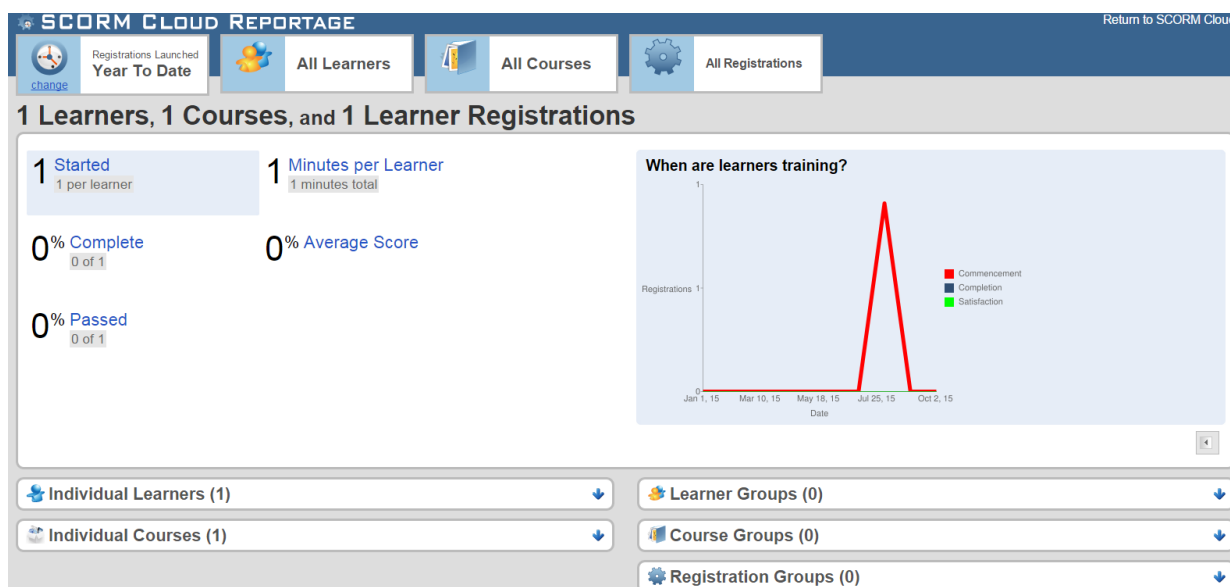 SCORM CLOUD REPORTAGE
Return to SCORM Cloud
Registrations Launched
Year To Date
change
All Learners
All Courses
All Registrations
1 Learners, 1 Courses, and 1 Learner Registrations
1 Started
1 per learner
1 Minutes per Learner
1 minutes total
0% Complete
0 of 1
0% Average Score
0% Passed
0 of 1
When are learners training?
1
Registrations 1
0
Jan 1, 15 Mar 10, 15 May 18, 15 Jul 25, 15 Oct 2, 15
Date
Commencement
Completion
Satisfaction
Individual Learners (1)
Individual Courses (1)
Learner Groups (0)
Course Groups (0)
Registration Groups (0)